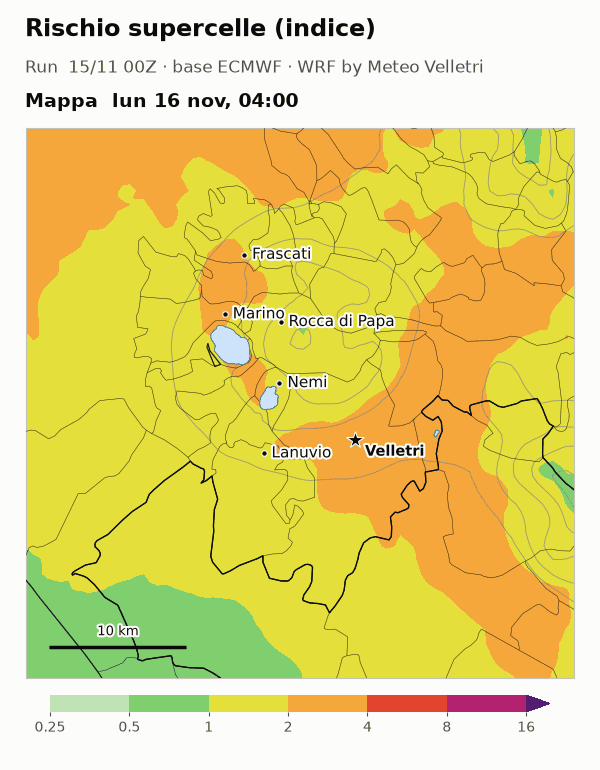 Rischio supercelle (indice)
Run  15/11 00Z · base ECMWF · WRF by Meteo Velletri
Mappa  lun 16 nov, 04:00
Frascati
Marino
Rocca di Papa
Nemi
Velletri
Lanuvio
10 km
0.25 0.5 1 2 4 8 16